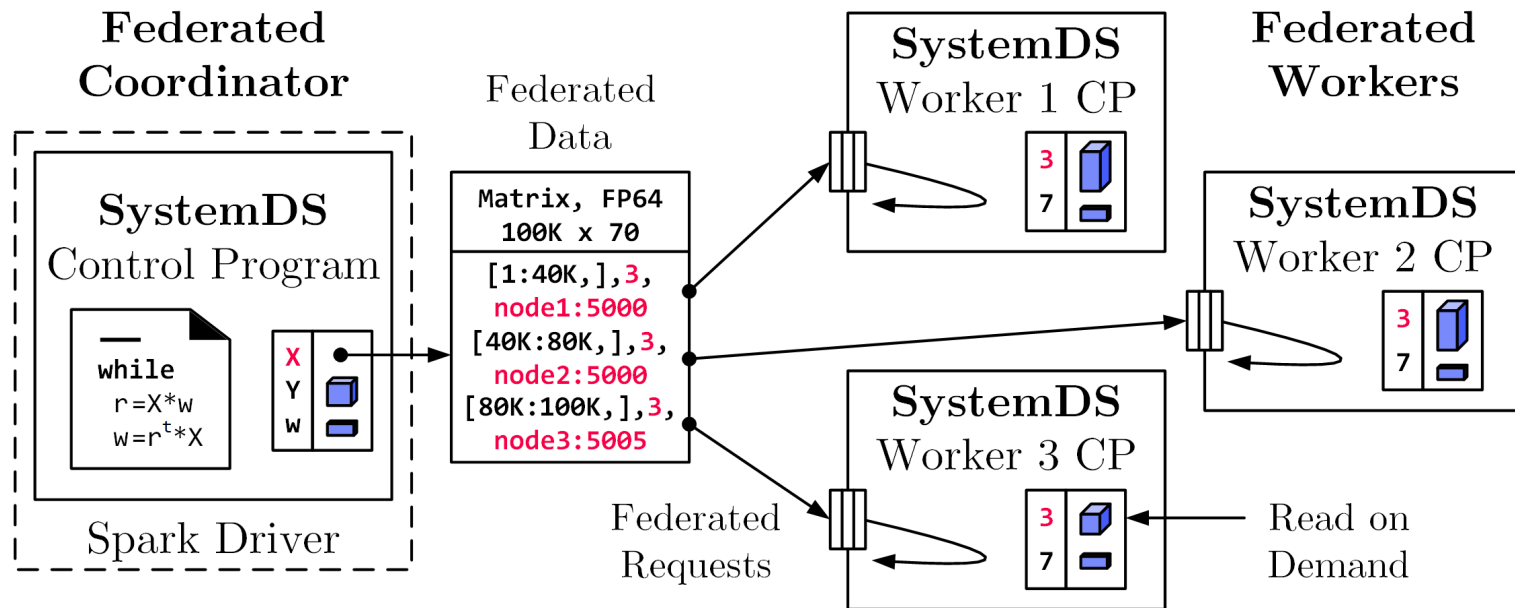 Federated
Coordinator
SystemDS
Control Program
while
r=X*w
w=rᵗ*X
X
Y
w
Spark Driver
Federated
Data
Matrix, FP64
100K x 70
[1:40K,],3,
node1:5000
[40K:80K,],3,
node2:5000
[80K:100K,],3,
node3:5005
Federated
Requests
SystemDS
Worker 1 CP
3
7
Federated
Workers
SystemDS
Worker 2 CP
3
7
SystemDS
Worker 3 CP
3
7
Read on
Demand